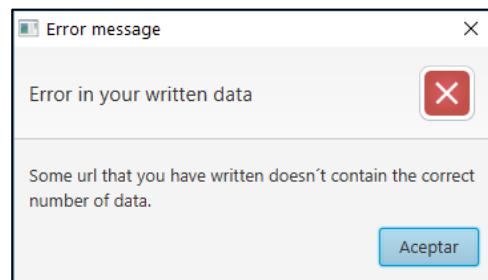 Error message
Error in your written data
Some url that you have written doesn´t contain the correct
number of data.
Aceptar